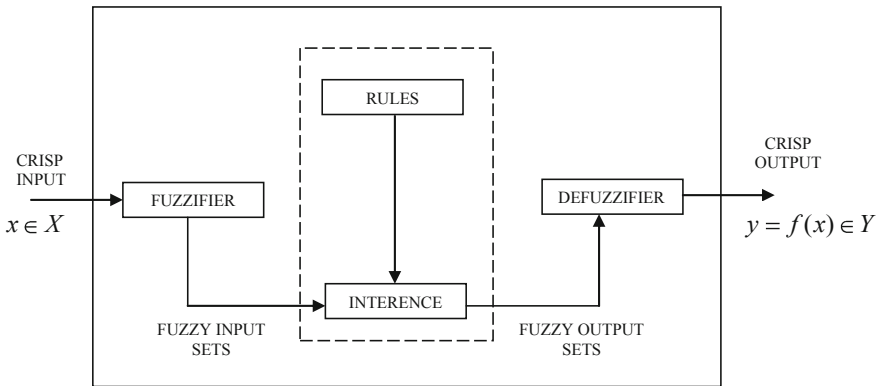 RULES
CRISP
INPUT
x ∈ X
FUZZIFIER
DEFUZZIFIER
CRISP
OUTPUT
y = f(x) ∈ Y
INTERENCE
FUZZY INPUT
SETS
FUZZY OUTPUT
SETS